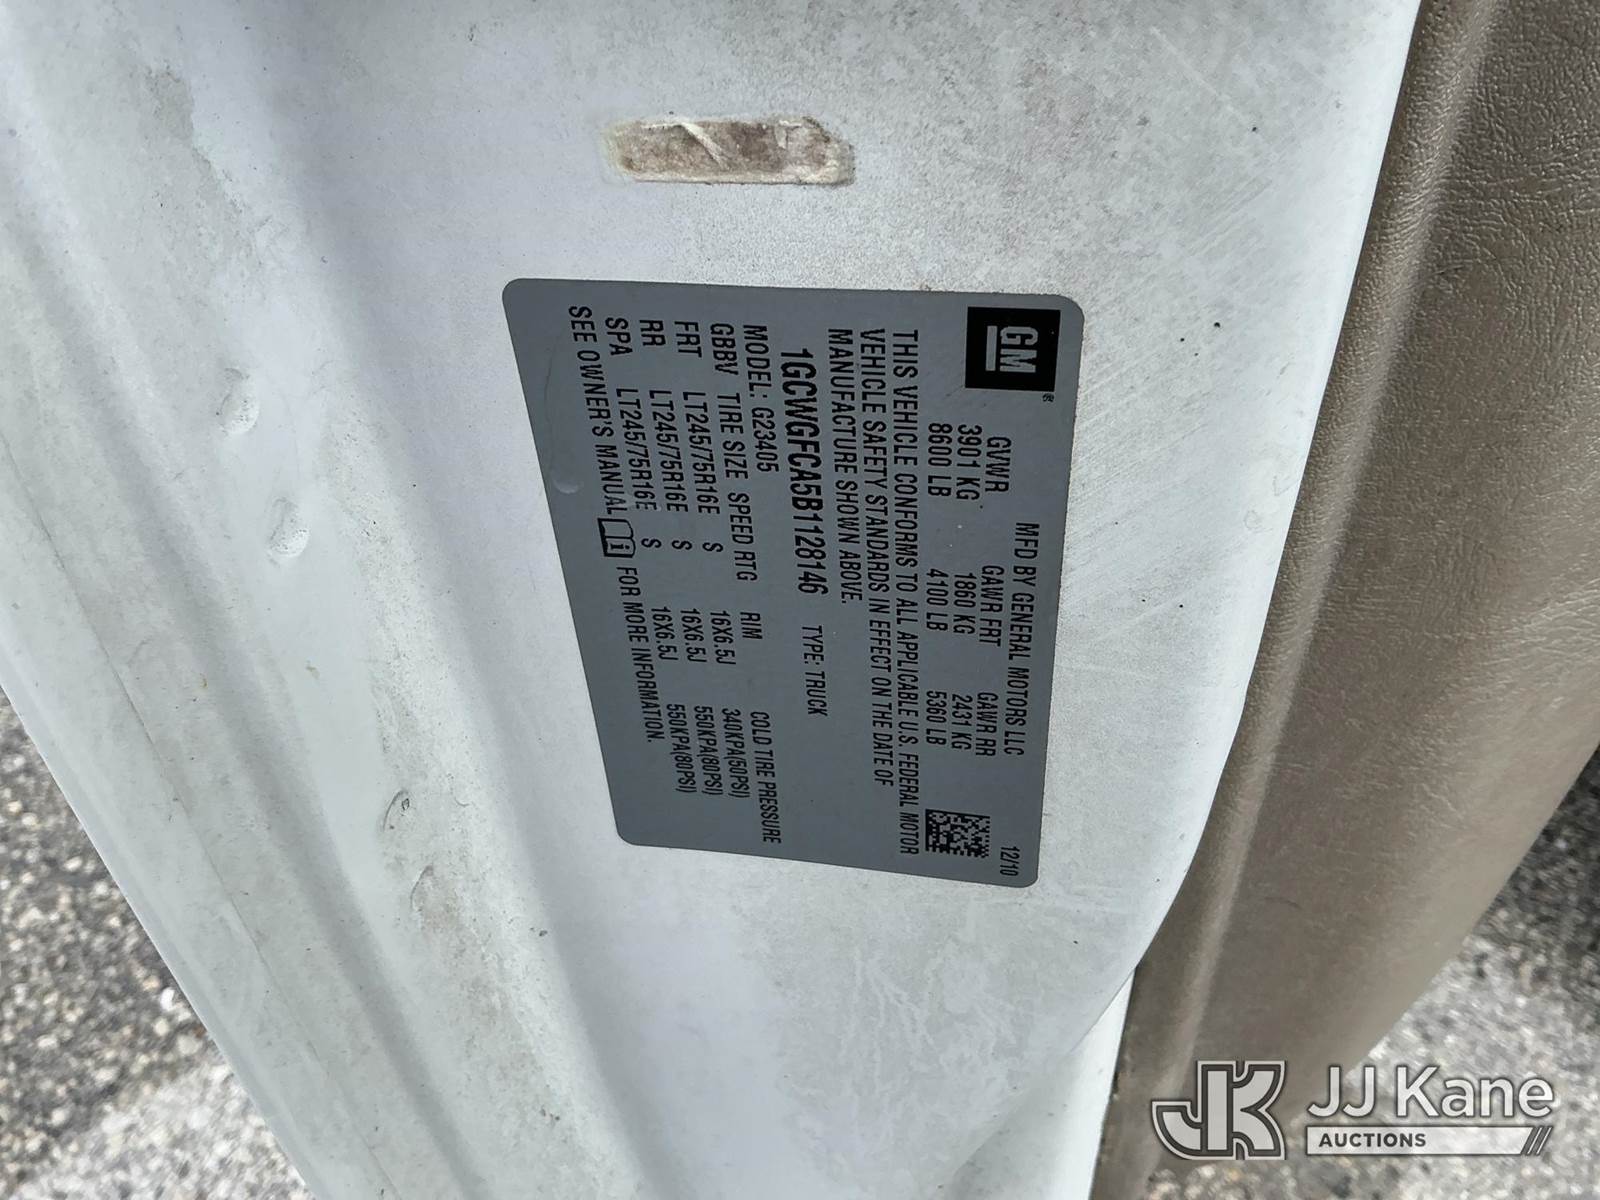 GM®
MFD BY GENERAL MOTORS LLC 12/10
GVWR GAWR FRT GAWR RR
3901 KG 1860 KG 2431 KG
8600 LB 4100 LB 5360 LB
THIS VEHICLE CONFORMS TO ALL APPLICABLE U.S. FEDERAL MOTOR
VEHICLE SAFETY STANDARDS IN EFFECT ON THE DATE OF
MANUFACTURE SHOWN ABOVE.
1GCWGFCA5B1128146 TYPE: TRUCK
MODEL: G23405
GBBV TIRE SIZE SPEED RTG RIM COLD TIRE PRESSURE
FRT LT245/75R16E S 16X6.5J 340KPA(50PSI)
RR LT245/75R16E S 16X6.5J 550KPA(80PSI)
SPA LT245/75R16E S 16X6.5J 550KPA(80PSI)
SEE OWNER'S MANUAL i FOR MORE INFORMATION.
JK JJ Kane
AUCTIONS